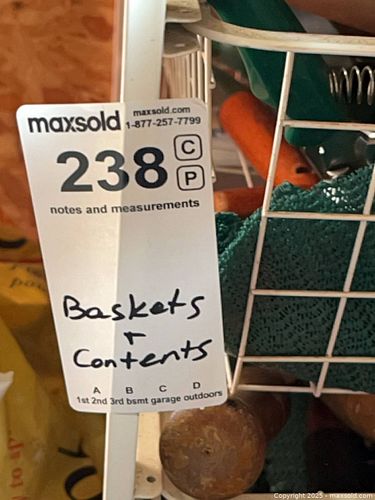 maxsold maxsold.com
1-877-257-7799
238 C
P
notes and measurements
Baskets
+
Contents
A B C D
1st 2nd 3rd bsmt garage outdoors
Copyright 2025 - MaxSold